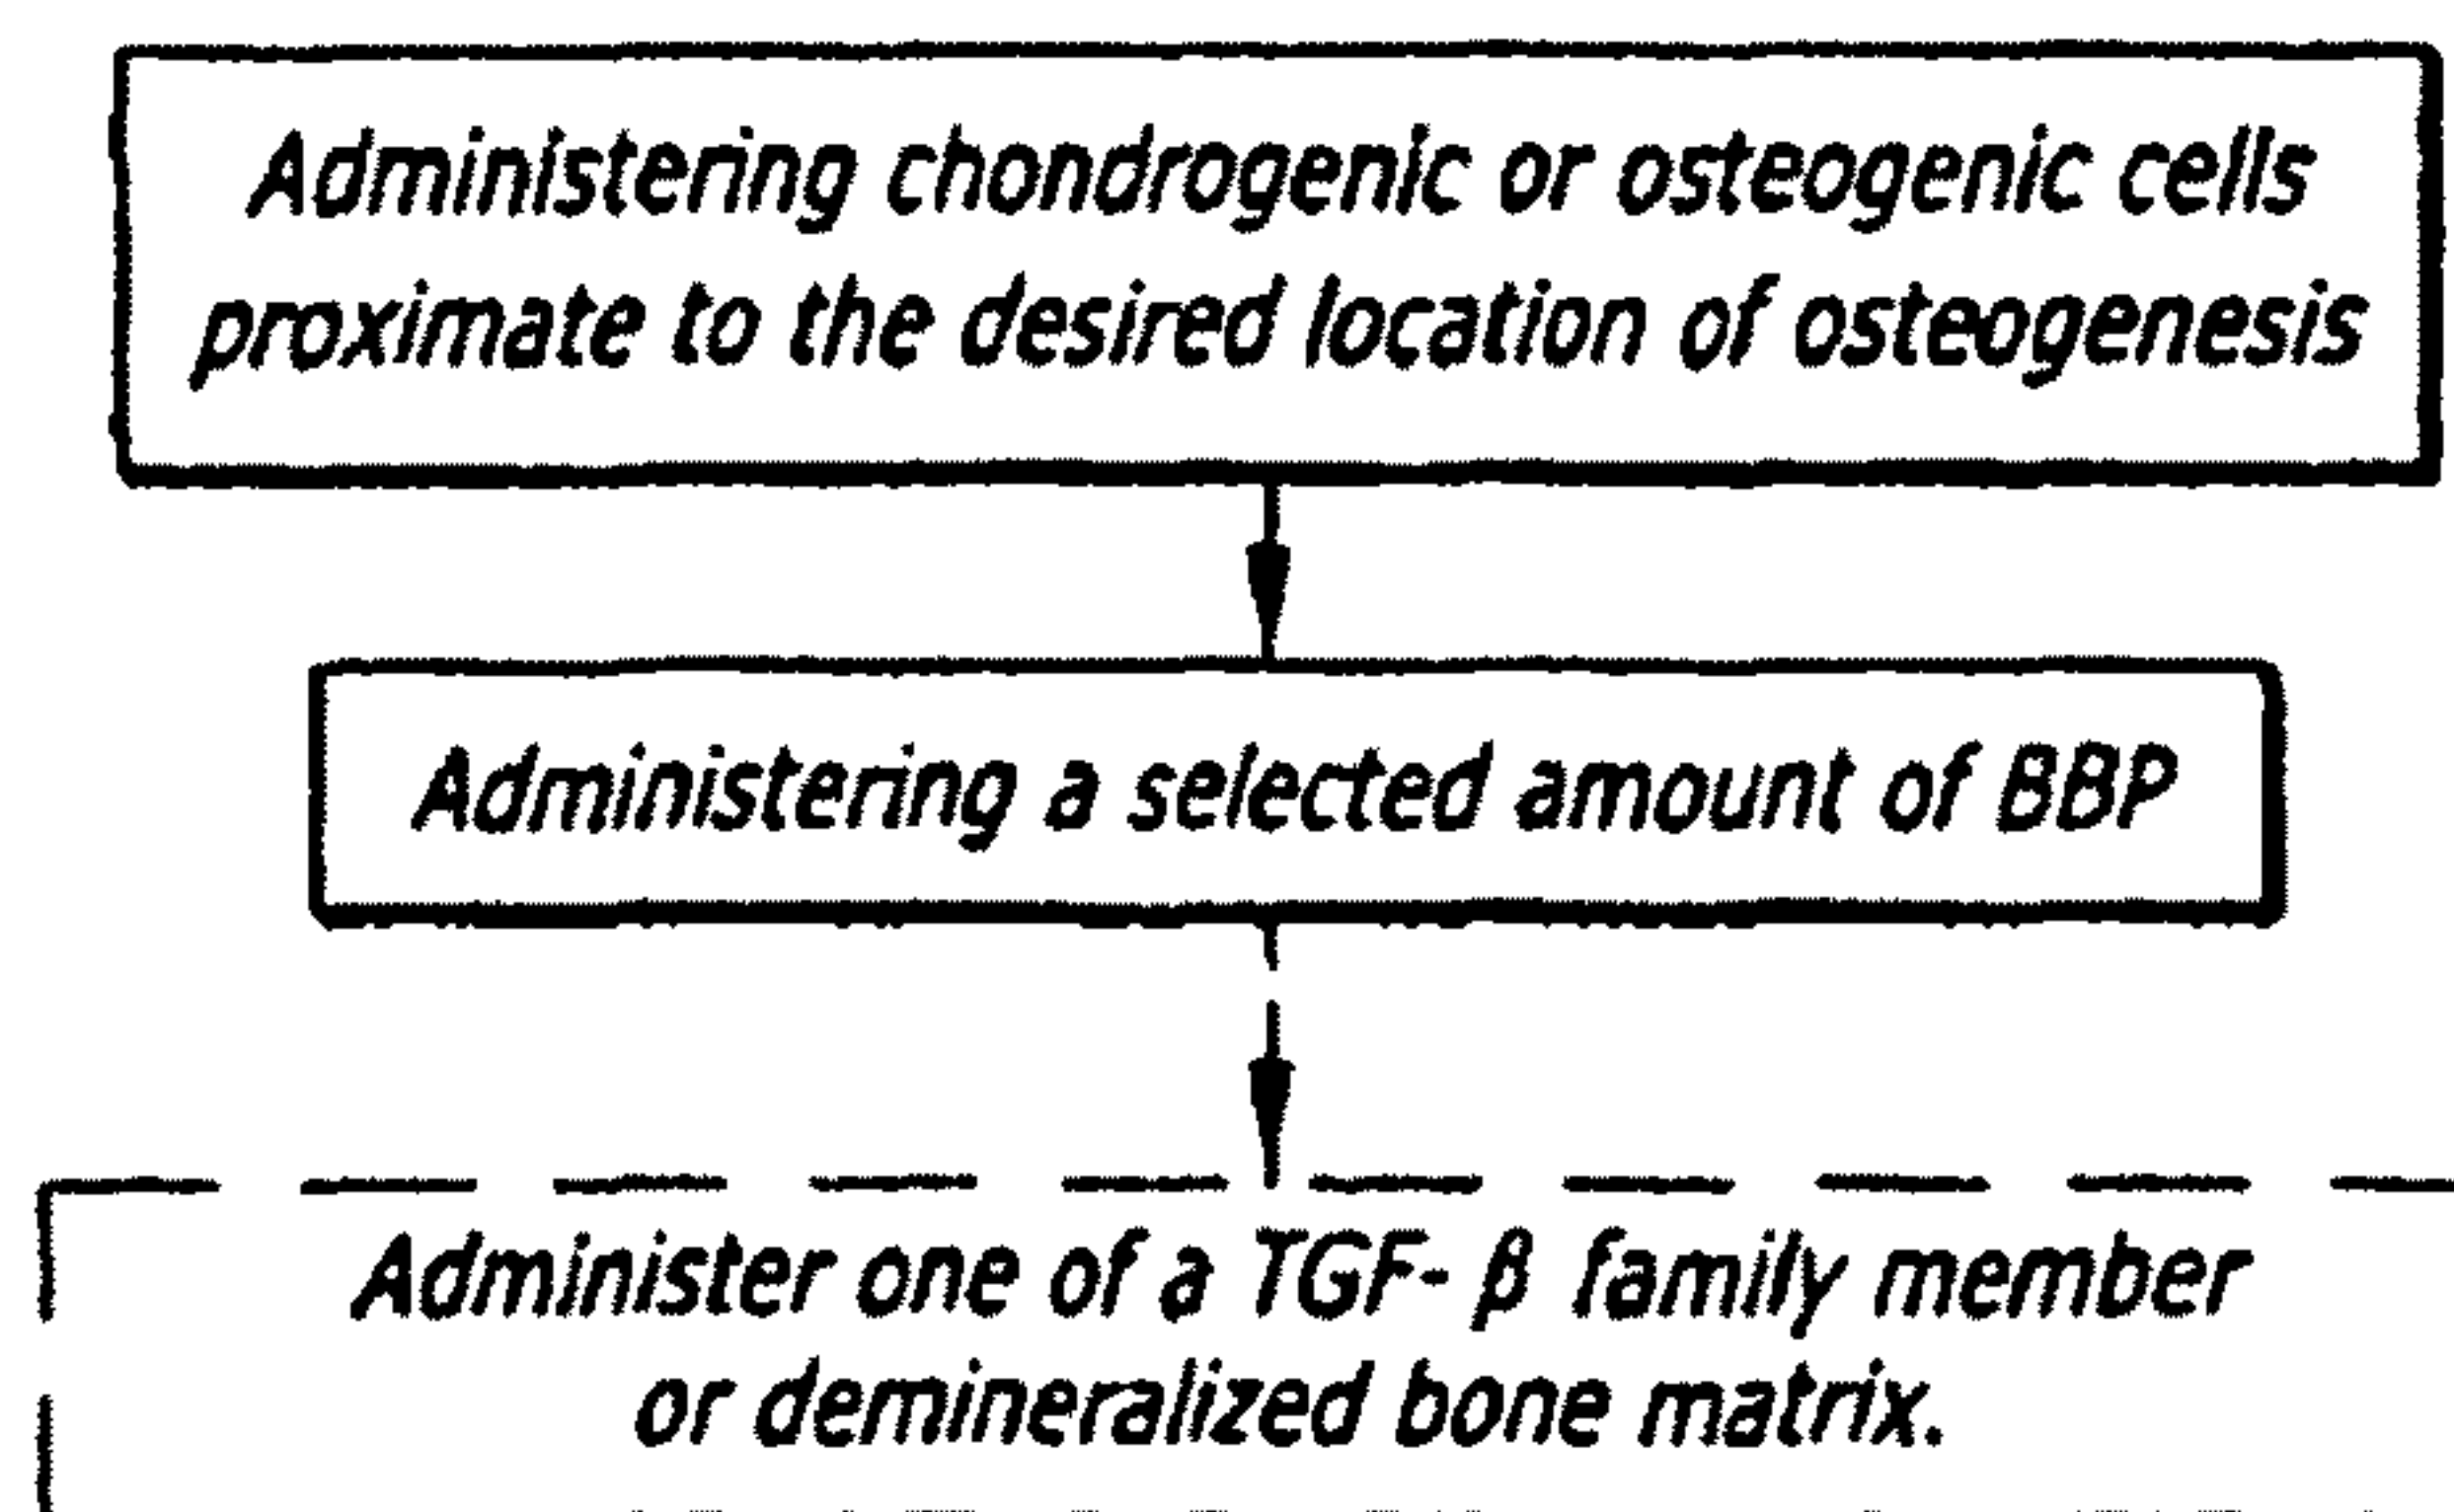 Administering chondrogenic or osteogenic cells
proximate to the desired location of osteogenesis
Administering a selected amount of BBP
Administer one of a TGF- β family member
or demineralized bone matrix.